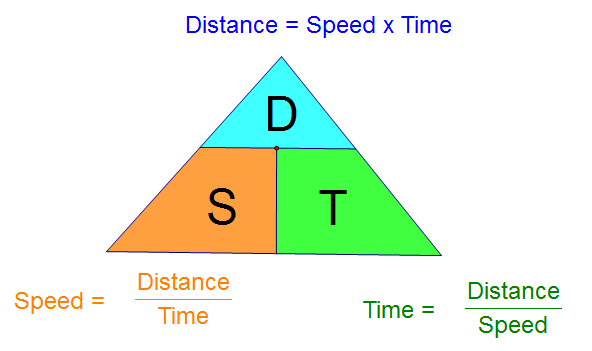 Distance = Speed x Time
D
S T
Speed = Distance
Time
Time = Distance
Speed